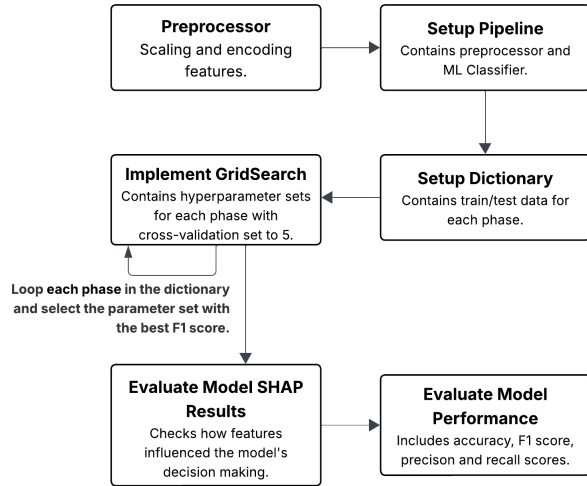 Preprocessor
Scaling and encoding
features.
Setup Pipeline
Contains preprocessor and
ML Classifier.
Setup Dictionary
Contains train/test data for
each phase.
Implement GridSearch
Contains hyperparameter sets
for each phase with
cross-validation set to 5.
Loop each phase in the dictionary
and select the parameter set with
the best F1 score.
Evaluate Model SHAP
Results
Checks how features
influenced the model's
decision making.
Evaluate Model
Performance
Includes accuracy, F1 score,
precison and recall scores.